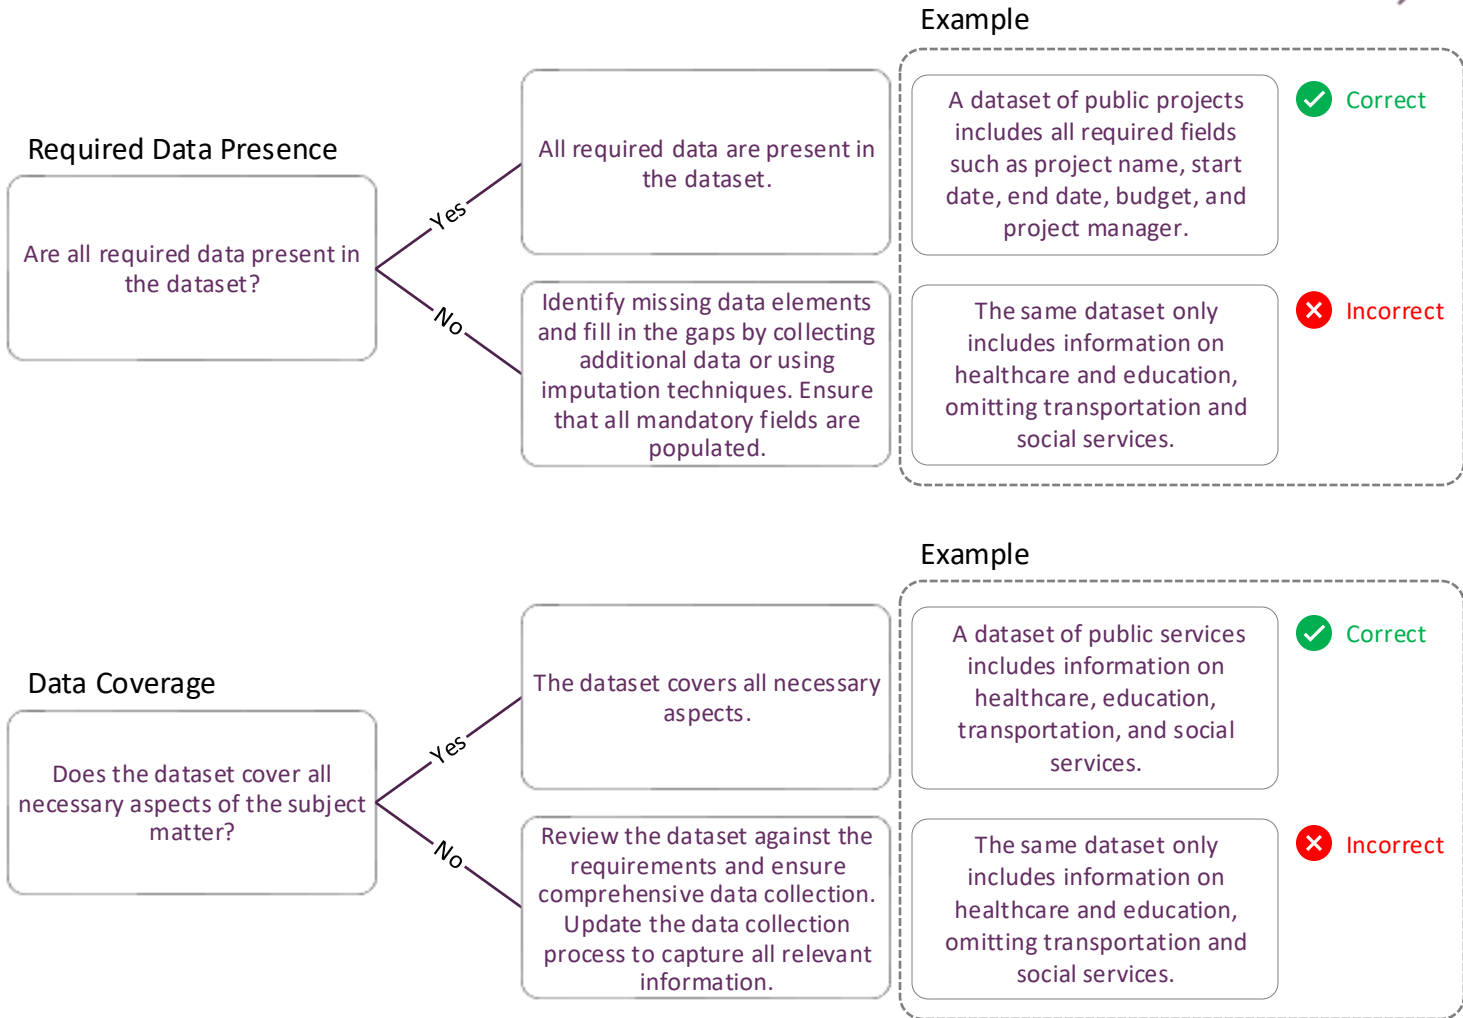 Example
Required Data Presence
Are all required data present in
the dataset?
Yes
No
All required data are present in
the dataset.
Identify missing data elements
and fill in the gaps by collecting
additional data or using
imputation techniques. Ensure
that all mandatory fields are
populated.
A dataset of public projects
includes all required fields
such as project name, start
date, end date, budget, and
project manager.
Correct
The same dataset only
includes information on
healthcare and education,
omitting transportation and
social services.
Incorrect
Example
Data Coverage
Does the dataset cover all
necessary aspects of the subject
matter?
Yes
No
The dataset covers all necessary
aspects.
Review the dataset against the
requirements and ensure
comprehensive data collection.
Update the data collection
process to capture all relevant
information.
A dataset of public services
includes information on
healthcare, education,
transportation, and social
services.
Correct
The same dataset only
includes information on
healthcare and education,
omitting transportation and
social services.
Incorrect